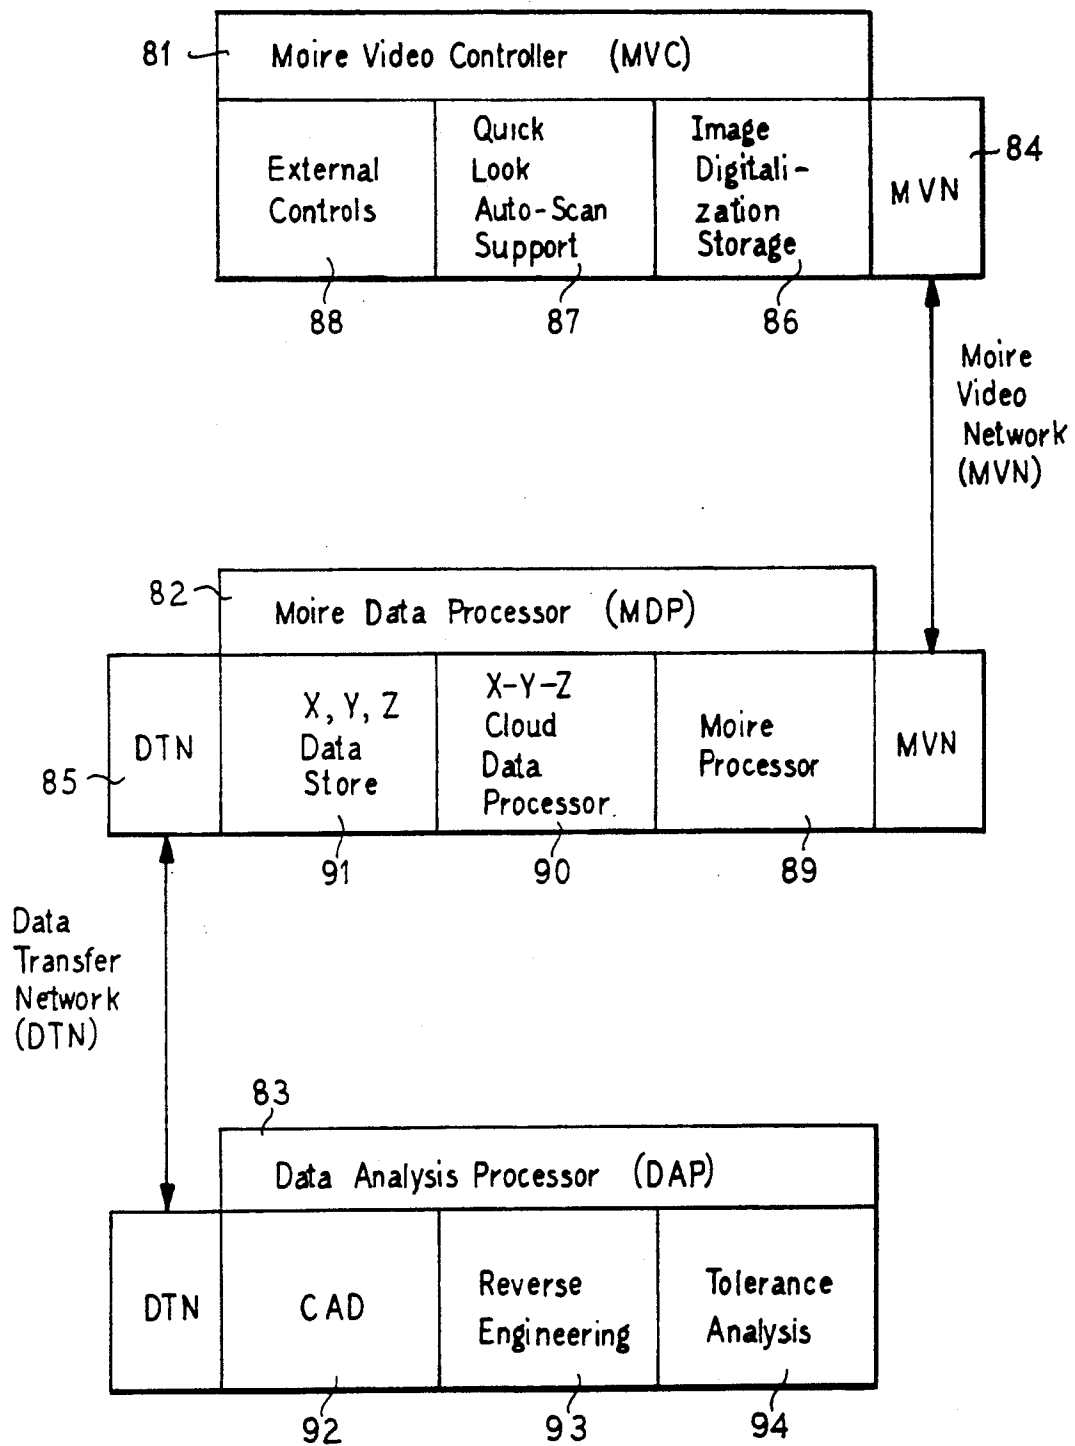 81
Moire Video Controller (MVC)
External
Controls
Quick
Look
Auto-Scan
Support
Image
Digitali-
zation
Storage
MVN
84
88
87
86
Moire
Video
Network
(MVN)
82
Moire Data Processor (MDP)
DTN
85
X, Y, Z
Data
Store
X-Y-Z
Cloud
Data
Processor
Moire
Processor
MVN
91
90
89
Data
Transfer
Network
(DTN)
83
Data Analysis Processor (DAP)
DTN
CAD
Reverse
Engineering
Tolerance
Analysis
92
93
94